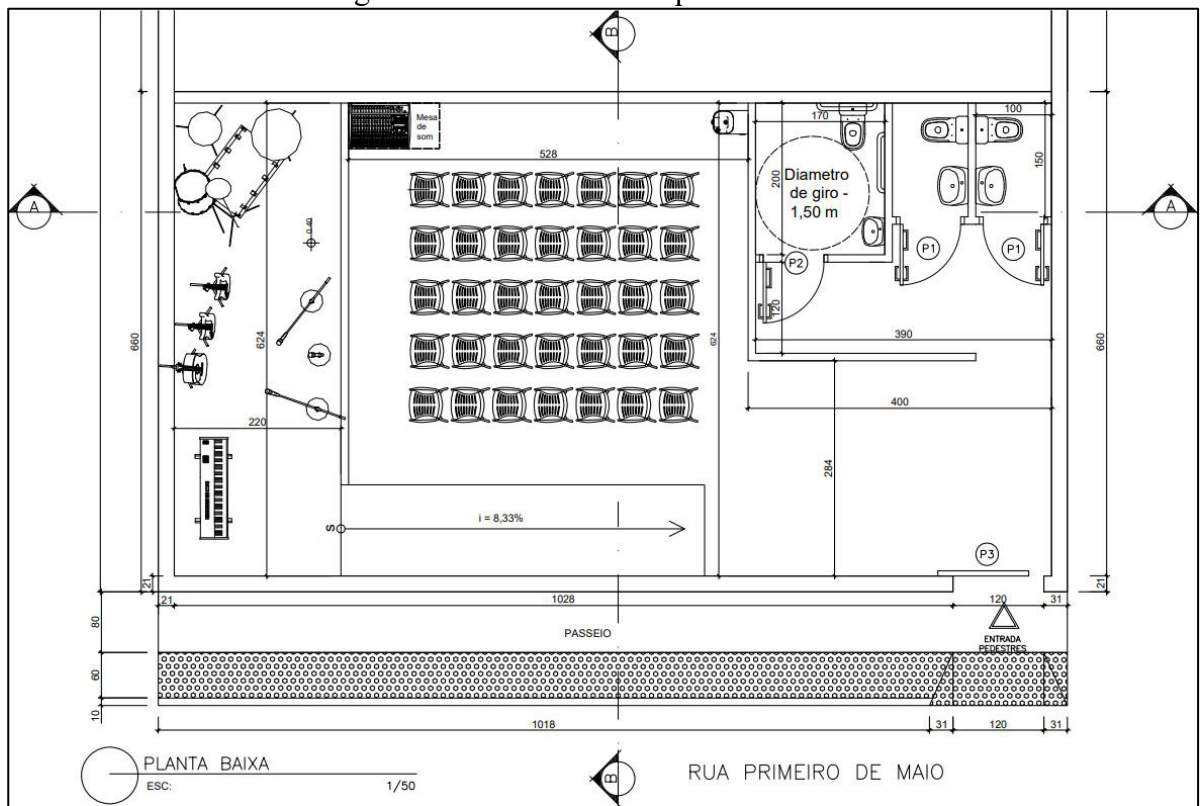 B
Mesa
de
som
170
100
528
150
200
Diametro
de giro -
1,50 m
A
A
0.40
P1
P1
P2
120
660
624
624
390
660
400
220
284
S
i = 8,33%
P3
21
21
21
1028
120
31
80
PASSEIO
ENTRADA
PEDESTRES
60
10
1018
31
120
31
PLANTA BAIXA
ESC:
1/50
B
RUA PRIMEIRO DE MAIO